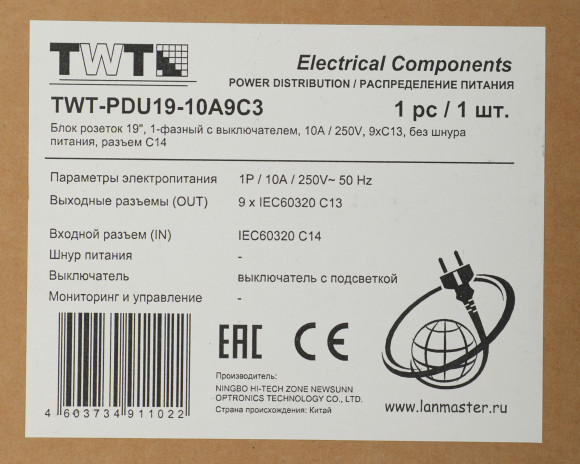 TWT
Electrical Components
POWER DISTRIBUTION / РАСПРЕДЕЛЕНИЕ ПИТАНИЯ
TWT-PDU19-10A9C3 1 pc / 1 шт.
Блок розеток 19", 1-фазный с выключателем, 10A / 250V, 9xC13, без шнура
питания, разъем C14
Параметры электропитания 1P / 10A / 250V~ 50 Hz
Выходные разъемы (OUT) 9 x IEC60320 C13
Входной разъем (IN) IEC60320 C14
Шнур питания -
Выключатель выключатель с подсветкой
Мониторинг и управление -
EAC CE
Производитель:
NINGBO HI-TECH ZONE NEWSUNN
OPTRONICS TECHNOLOGY CO., LTD.
Страна происхождения: Китай
4 603734 911022
www.lanmaster.ru